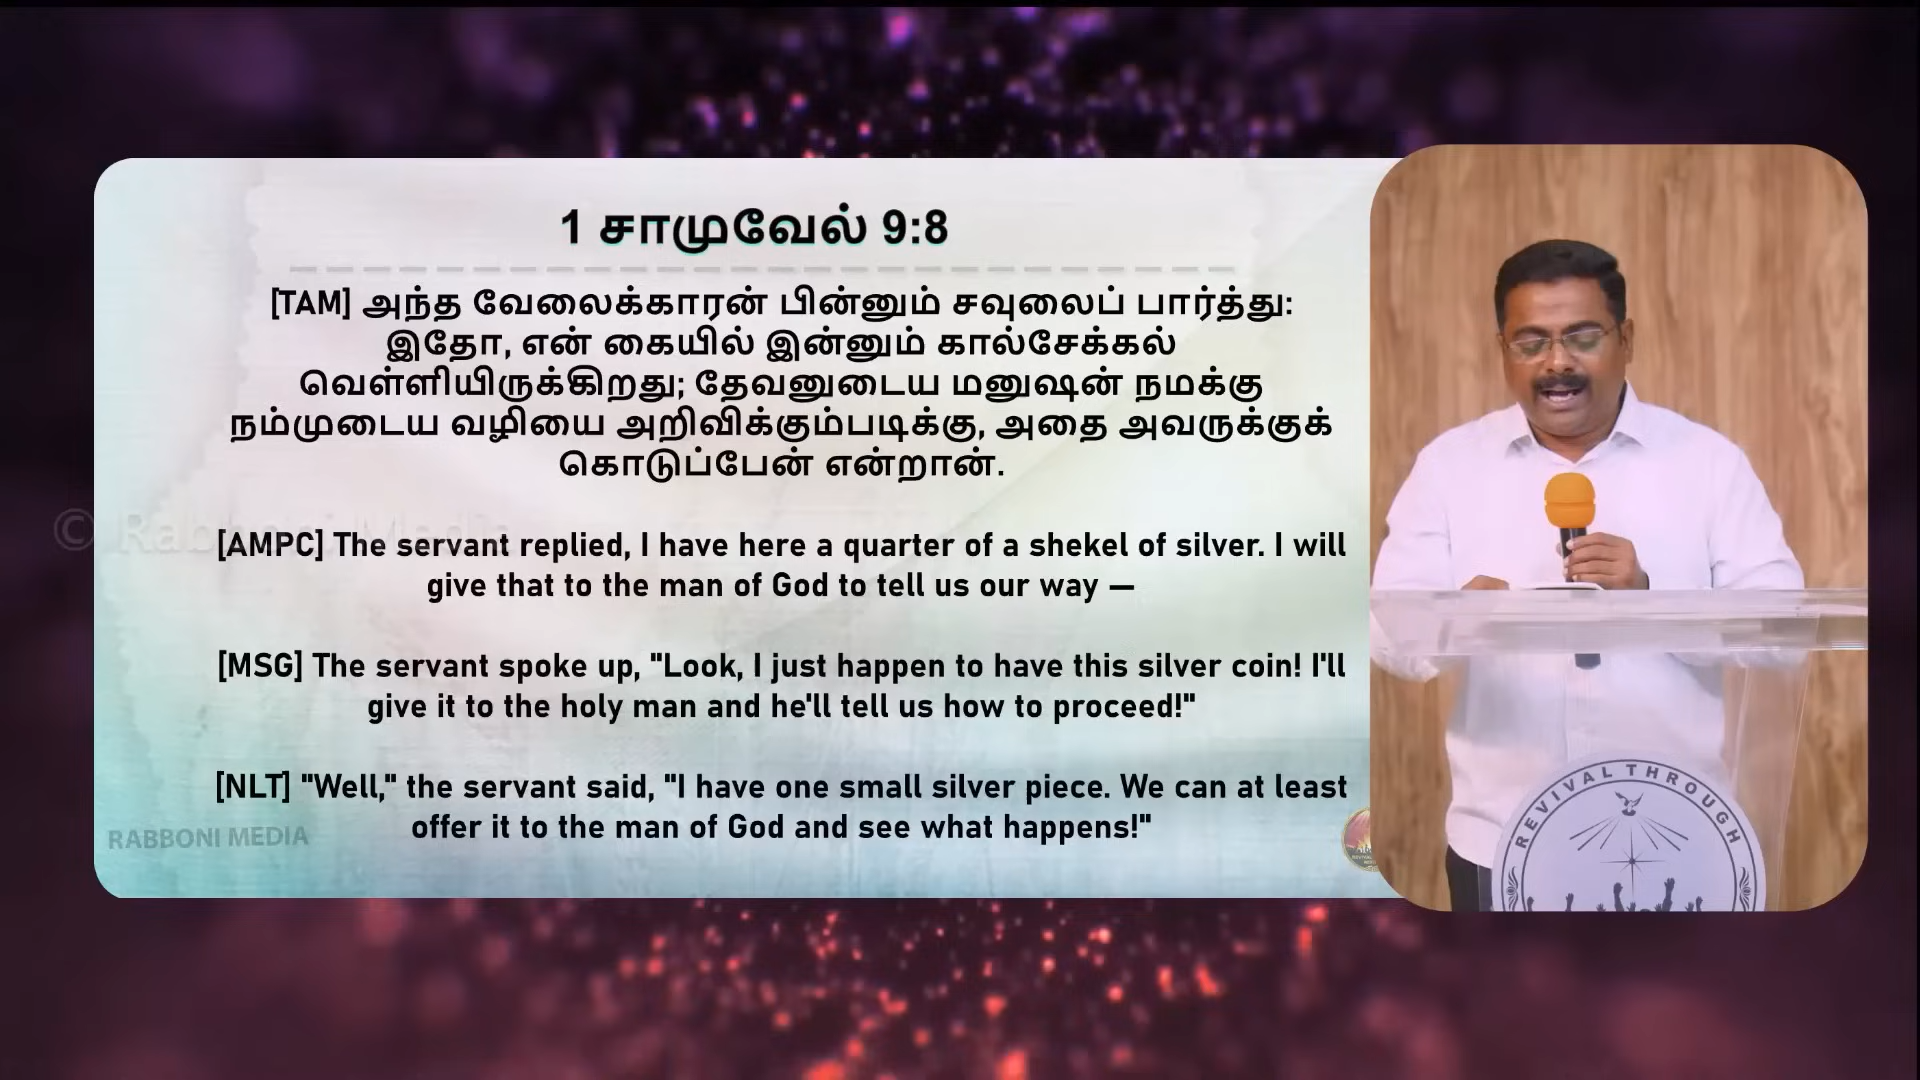 1 சாமுவேல் 9:8
[TAM] அந்த வேலைக்காரன் பின்னும் சவுலைப் பார்த்து:
இதோ, என் கையில் இன்னும் கால்சேக்கல்
வெள்ளியிருக்கிறது; தேவனுடைய மனுஷன் நமக்கு
நம்முடைய வழியை அறிவிக்கும்படிக்கு, அதை அவருக்குக்
கொடுப்பேன் என்றான்.
© Rabboni Media
[AMPC] The servant replied, I have here a quarter of a shekel of silver. I will
give that to the man of God to tell us our way —
[MSG] The servant spoke up, "Look, I just happen to have this silver coin! I'll
give it to the holy man and he'll tell us how to proceed!"
[NLT] "Well," the servant said, "I have one small silver piece. We can at least
offer it to the man of God and see what happens!"
RABBONI MEDIA
REVIVAL THROUGH